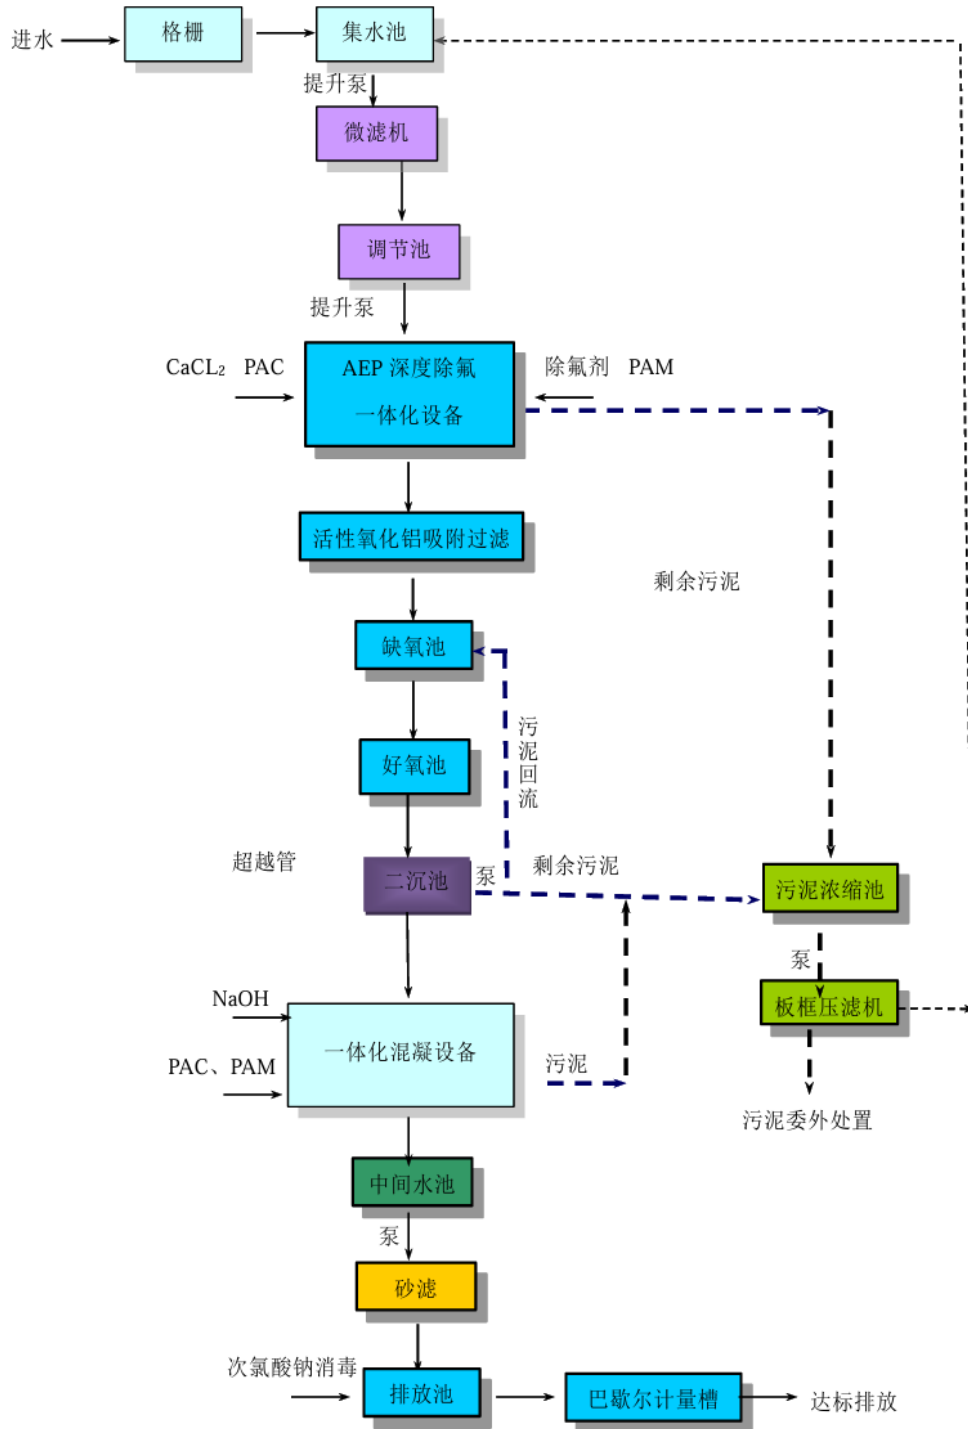 进水
格栅
集水池
提升泵
微滤机
调节池
提升泵
CaCL₂ PAC
AEP 深度除氟
一体化设备
除氟剂 PAM
活性氧化铝吸附过滤
剩余污泥
缺氧池
污泥回流
好氧池
超越管
二沉池
泵
剩余污泥
污泥浓缩池
泵
板框压滤机
NaOH
一体化混凝设备
PAC、PAM
污泥
污泥委外处置
中间水池
泵
砂滤
次氯酸钠消毒
排放池
巴歇尔计量槽
达标排放